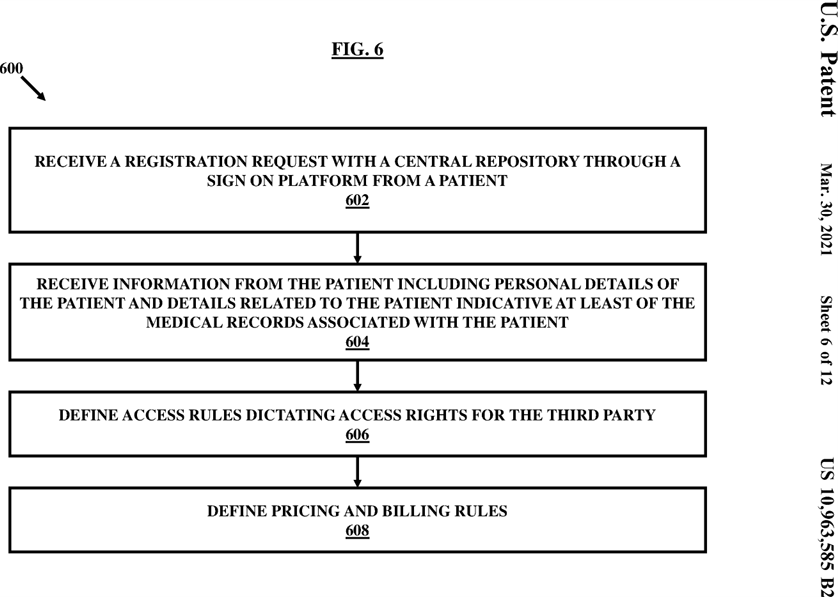 U.S. Patent
Mar. 30, 2021
Sheet 6 of 12
US 10,963,585 B2
FIG. 6
600
RECEIVE A REGISTRATION REQUEST WITH A CENTRAL REPOSITORY THROUGH A
SIGN ON PLATFORM FROM A PATIENT
602
RECEIVE INFORMATION FROM THE PATIENT INCLUDING PERSONAL DETAILS OF
THE PATIENT AND DETAILS RELATED TO THE PATIENT INDICATIVE AT LEAST OF THE
MEDICAL RECORDS ASSOCIATED WITH THE PATIENT
604
DEFINE ACCESS RULES DICTATING ACCESS RIGHTS FOR THE THIRD PARTY
606
DEFINE PRICING AND BILLING RULES
608